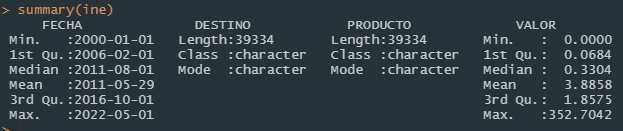 > summary(ine)
FECHA DESTINO PRODUCTO VALOR
Min. :2000-01-01 Length:39334 Length:39334 Min. : 0.0000
1st Qu.:2006-02-01 Class :character Class :character 1st Qu.: 0.0684
Median :2011-08-01 Mode :character Mode :character Median : 0.3304
Mean :2011-05-29 Mean : 3.8858
3rd Qu.:2016-10-01 3rd Qu.: 1.8575
Max. :2022-05-01 Max. :352.7042
>